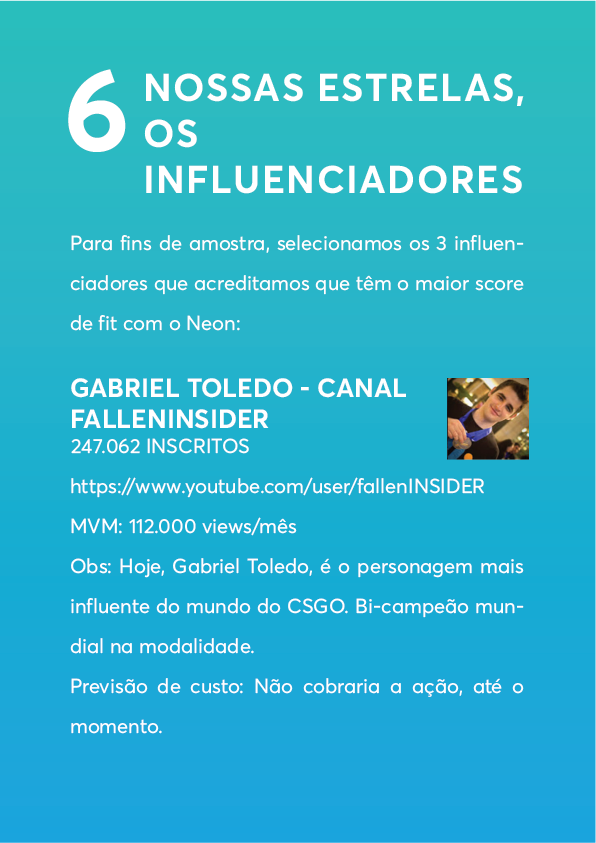 6 NOSSAS ESTRELAS,
OS
INFLUENCIADORES
Para fins de amostra, selecionamos os 3 influen-
ciadores que acreditamos que têm o maior score
de fit com o Neon:
GABRIEL TOLEDO - CANAL
FALLENINSIDER
247.062 INSCRITOS
https://www.youtube.com/user/fallenINSIDER
MVM: 112.000 views/mês
Obs: Hoje, Gabriel Toledo, é o personagem mais
influente do mundo do CSGO. Bi-campeão mun-
dial na modalidade.
Previsão de custo: Não cobraria a ação, até o
momento.